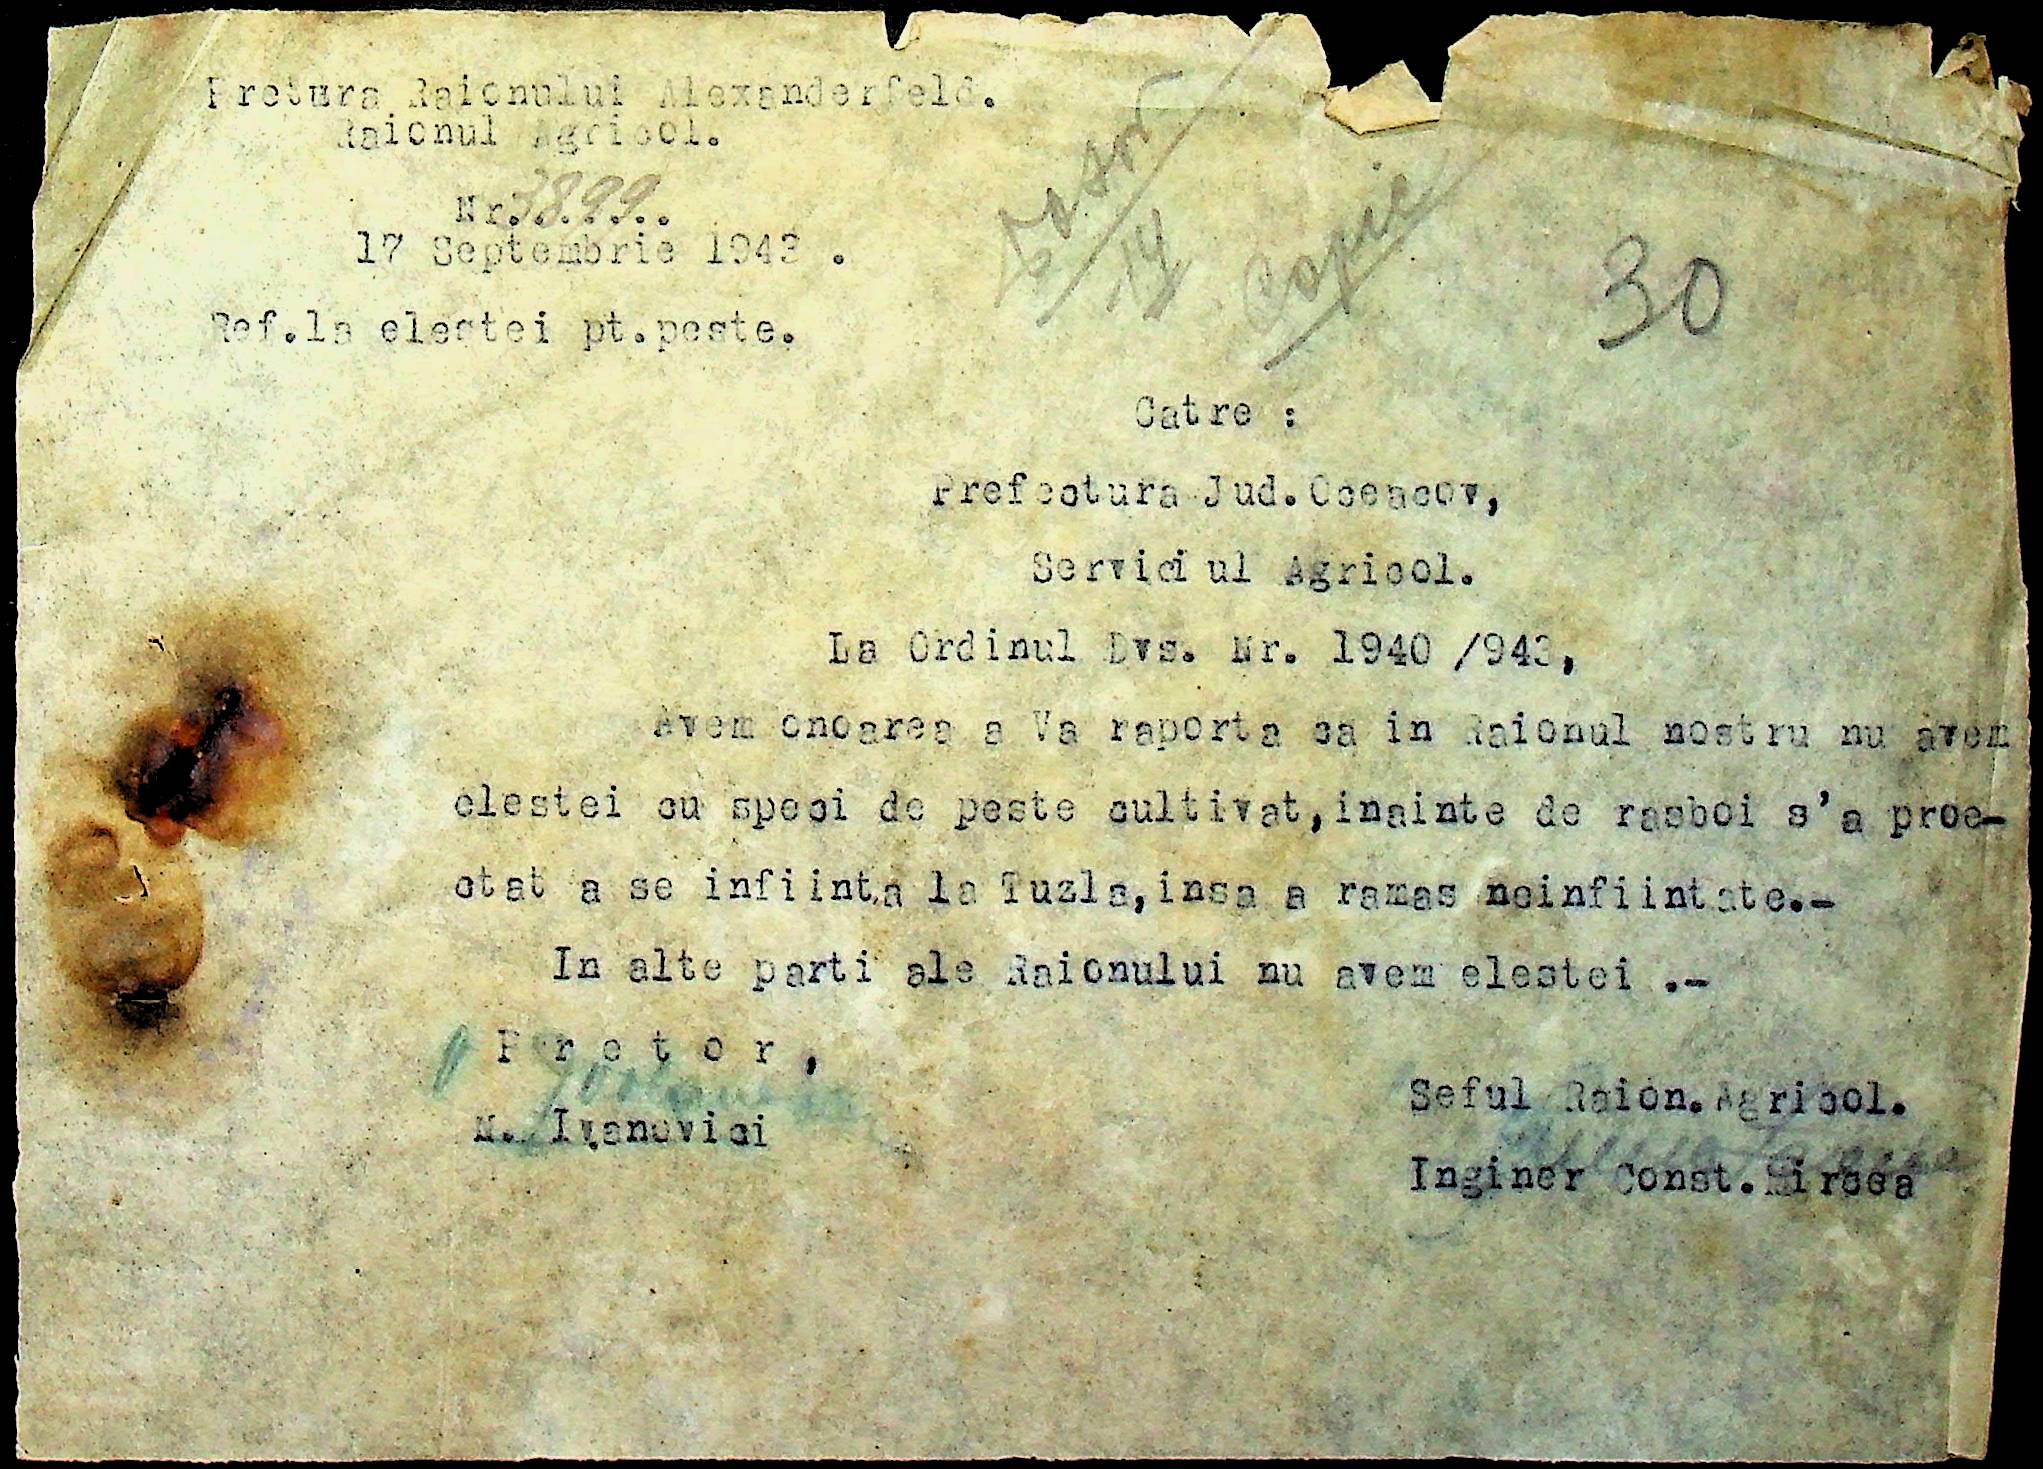 Pretura Raionului Alexanderfeld.
Raionul Agricol.
Nr.3899..
17 Septembrie 1943 .
Copie
30
Ref.la elestei pt.peste.
Catre :
Prefectura Jud.Oceacov,
Serviciul Agricol.
La Ordinul Dvs. Nr. 1940 /943,
Avem onoarea a Va raporta ca in Raionul nostru nu avem
elestei cu speci de peste cultivat,inainte de rasboi s'a proe-
ctat a se infiinta la Tuzla,insa a ramas neinfiintate.-
In alte parti ale Raionului nu avem elestei .-
P r e t o r ,
M. Ivanovici
Seful Raion.Agricol.
Inginer Const.Mircea